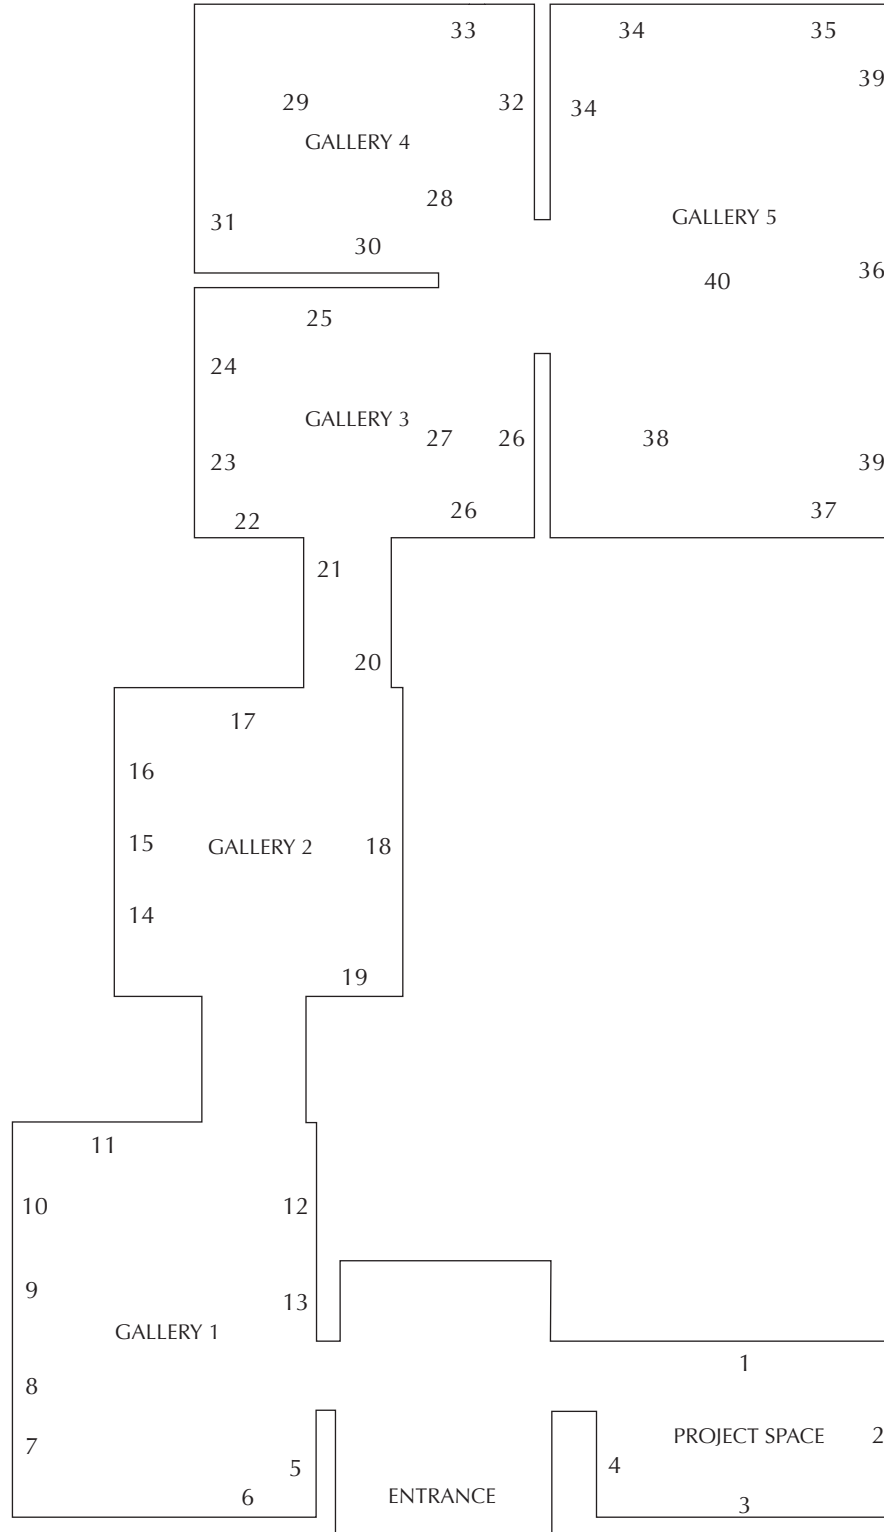 33 34 35
39
29 32 34
GALLERY 4
28
31 GALLERY 5
30
36
40
25
24
GALLERY 3
27 26 38
23 39
26 37
22
21
20
17
16
15 GALLERY 2 18
14
19
11
10 12
9
13
GALLERY 1
1
8
PROJECT SPACE 2
7
5 4
6 ENTRANCE
3